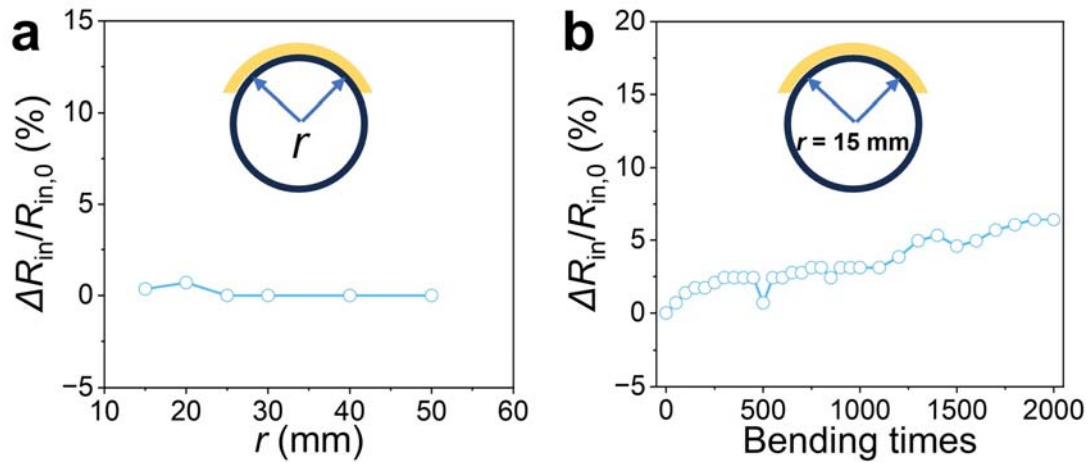 a
15
10
5
0
−5
10 20 30 40 50 60
r (mm)
ΔR_in/R_in,0 (%)
r
b
20
15
10
5
0
−5
0 500 1000 1500 2000
Bending times
ΔR_in/R_in,0 (%)
r = 15 mm